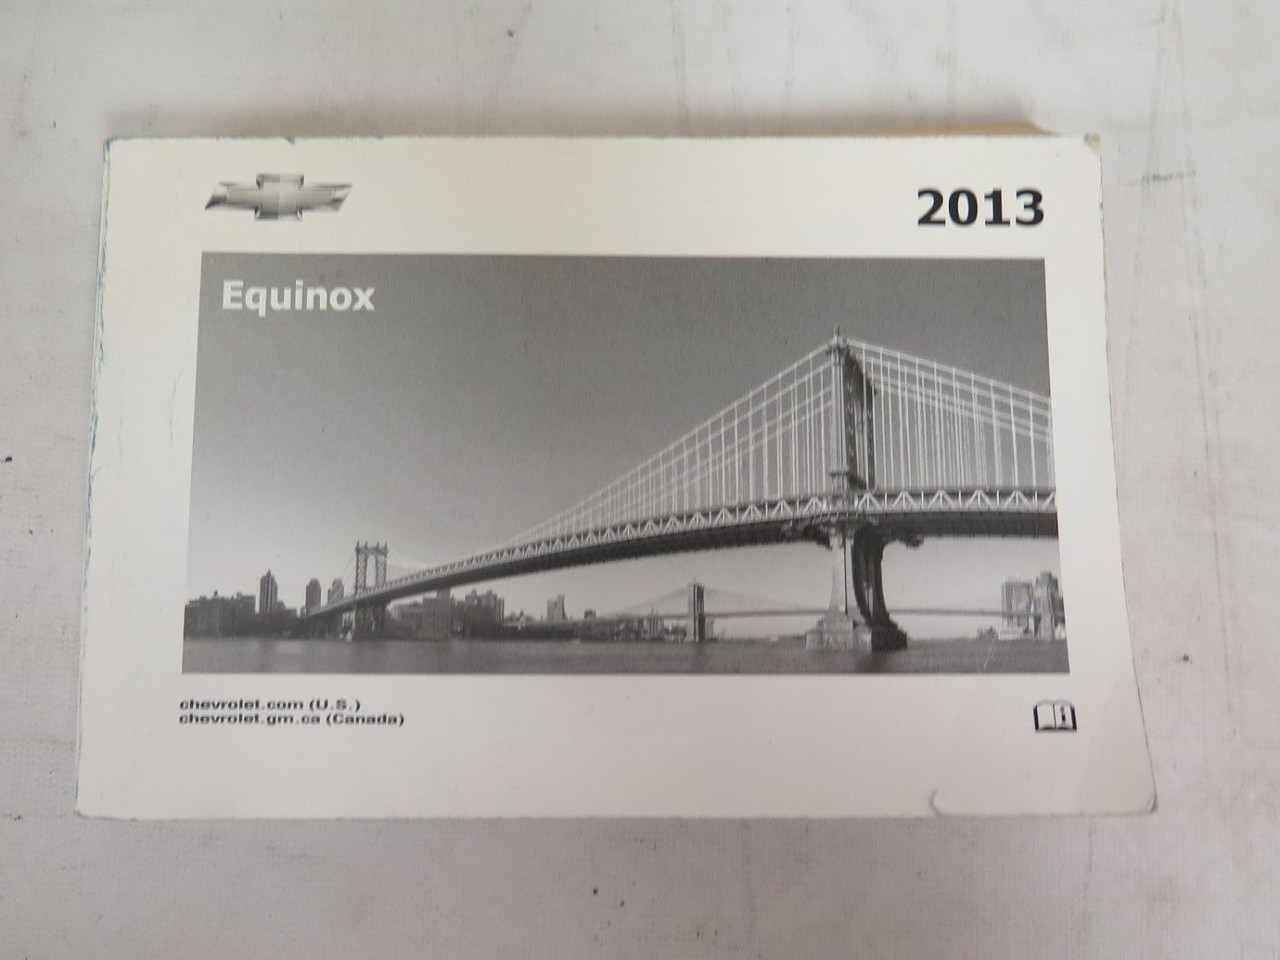 2013
Equinox
chevrolet.com (U.S.)
chevrolet.gm.ca (Canada)